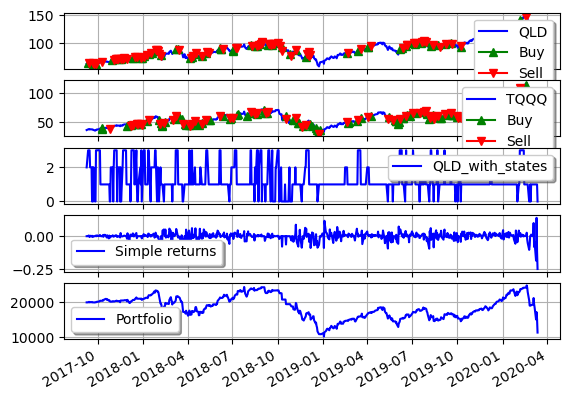 150
100
QLD
Buy
Sell
100
50
TQQQ
Buy
Sell
2
0
QLD_with_states
0.00
−0.25
Simple returns
20000
10000
Portfolio
2017-10
2018-01
2018-04
2018-07
2018-10
2019-01
2019-04
2019-07
2019-10
2020-01
2020-04